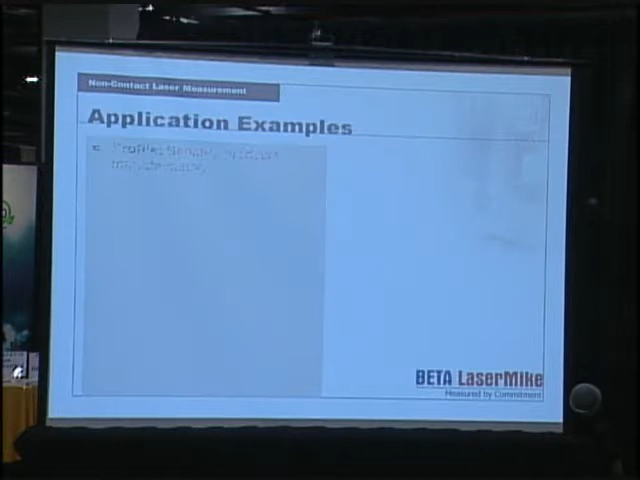 Non-Contact Laser Measurement
Application Examples
BETA LaserMike
Measured by Commitment